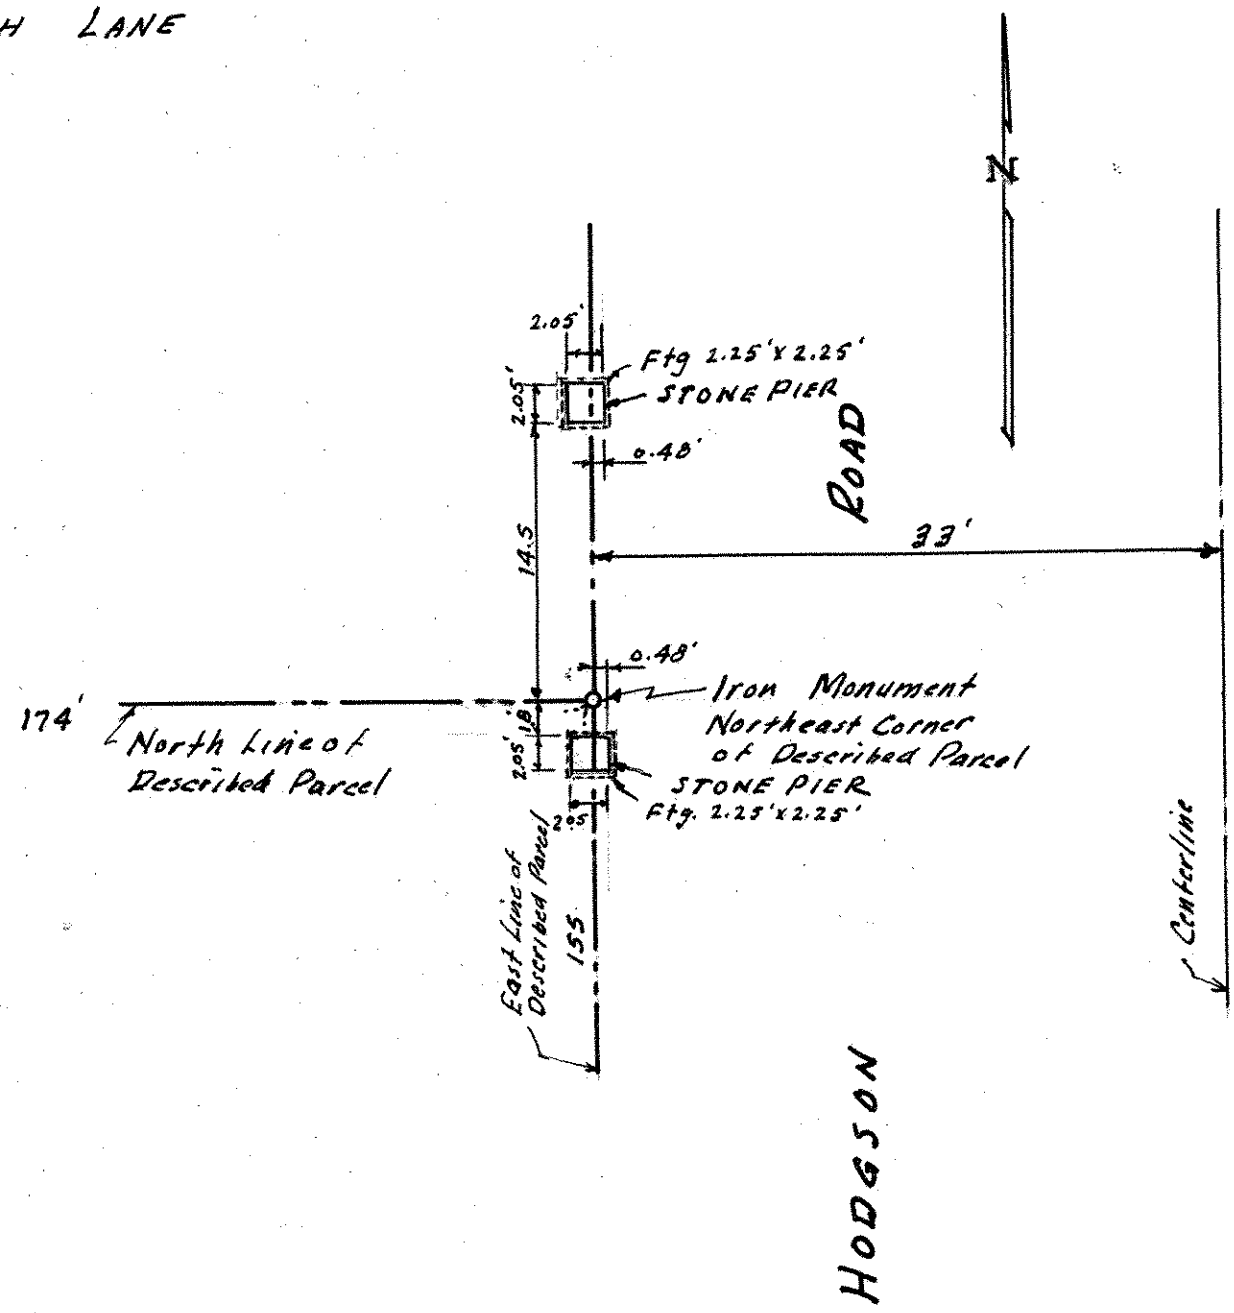 H LANE
N
2.05'
Ftg 2.25' x 2.25'
STONE PIER
2.05'
0.48'
ROAD
14.5
33'
0.48'
Iron Monument
Northeast Corner
of Described Parcel
174'
North Line of
Described Parcel
1.8'
2.05'
STONE PIER
Ftg. 2.25' x 2.25'
2.05
East Line of
Described Parcel
155
Centerline
HODGSON